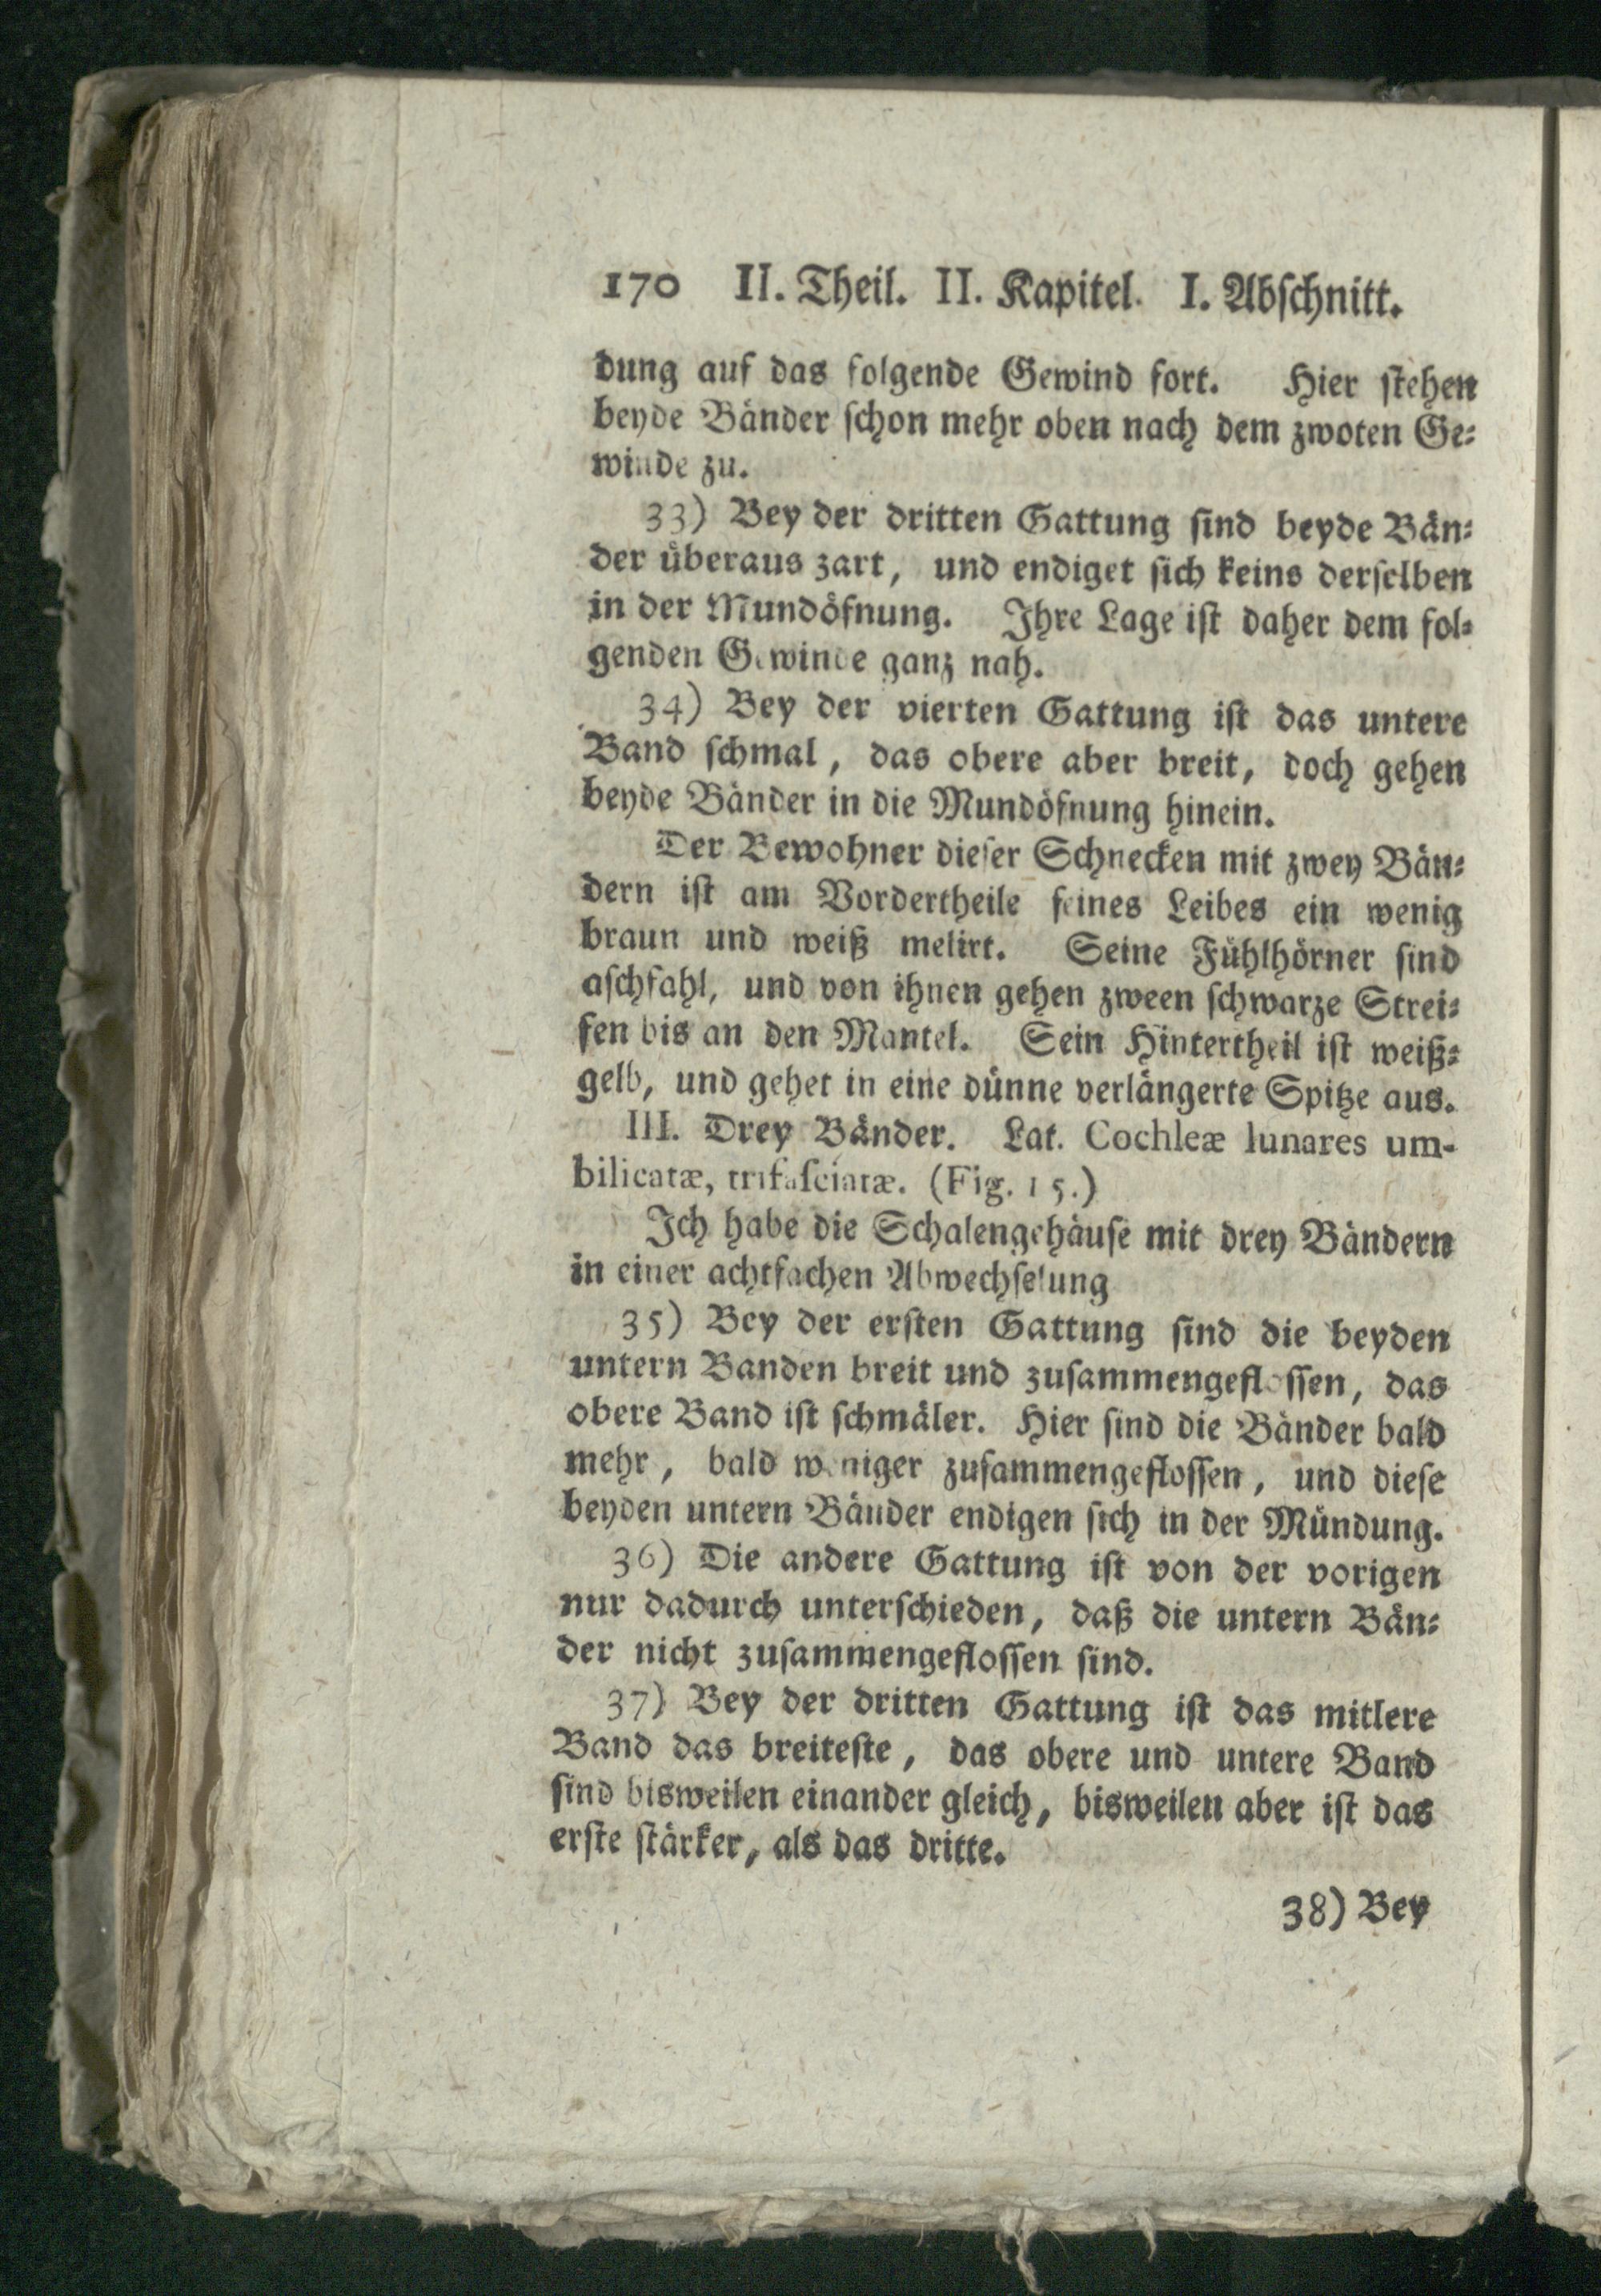 170 II. Theil. II. Kapitel. I. Abſchnitt.
dung auf das folgende Gewind fort. Hier ſtehen
beyde Bänder ſchon mehr oben nach dem zwoten Ge⸗
winde zu.
33) Bey der dritten Gattung ſind beyde Bän⸗
der überaus zart, und endiget ſich keins derſelben
in der Mundöfnung. Ihre Lage iſt daher dem fol⸗
genden Gewinde ganz nah.
34) Bey der vierten Gattung iſt das untere
Band ſchmal, das obere aber breit, doch gehen
beyde Bänder in die Mundöfnung hinein.
Der Bewohner dieſer Schnecken mit zwey Bän⸗
dern iſt am Vordertheile ſeines Leibes ein wenig
braun und weiß melirt. Seine Fühlhörner ſind
aſchfahl, und von ihnen gehen zween ſchwarze Strei⸗
fen bis an den Mantel. Sein Hintertheil iſt weiß⸗
gelb, und gehet in eine dünne verlängerte Spitze aus.
III. Drey Bänder. Lat. Cochleæ lunares um-
bilicatæ, trifaſciatæ. (Fig. 15.)
Ich habe die Schalengehäuſe mit drey Bändern
in einer achtfachen Abwechſelung
35) Bey der erſten Gattung ſind die beyden
untern Banden breit und zuſammengefloſſen, das
obere Band iſt ſchmäler. Hier ſind die Bänder bald
mehr, bald weniger zuſammengefloſſen, und dieſe
beyden untern Bänder endigen ſich in der Mündung.
36) Die andere Gattung iſt von der vorigen
nur dadurch unterſchieden, daß die untern Bän⸗
der nicht zuſammengefloſſen ſind.
37) Bey der dritten Gattung iſt das mitlere
Band das breiteſte, das obere und untere Band
ſind bisweilen einander gleich, bisweilen aber iſt das
erſte ſtärker, als das dritte.
38) Bey